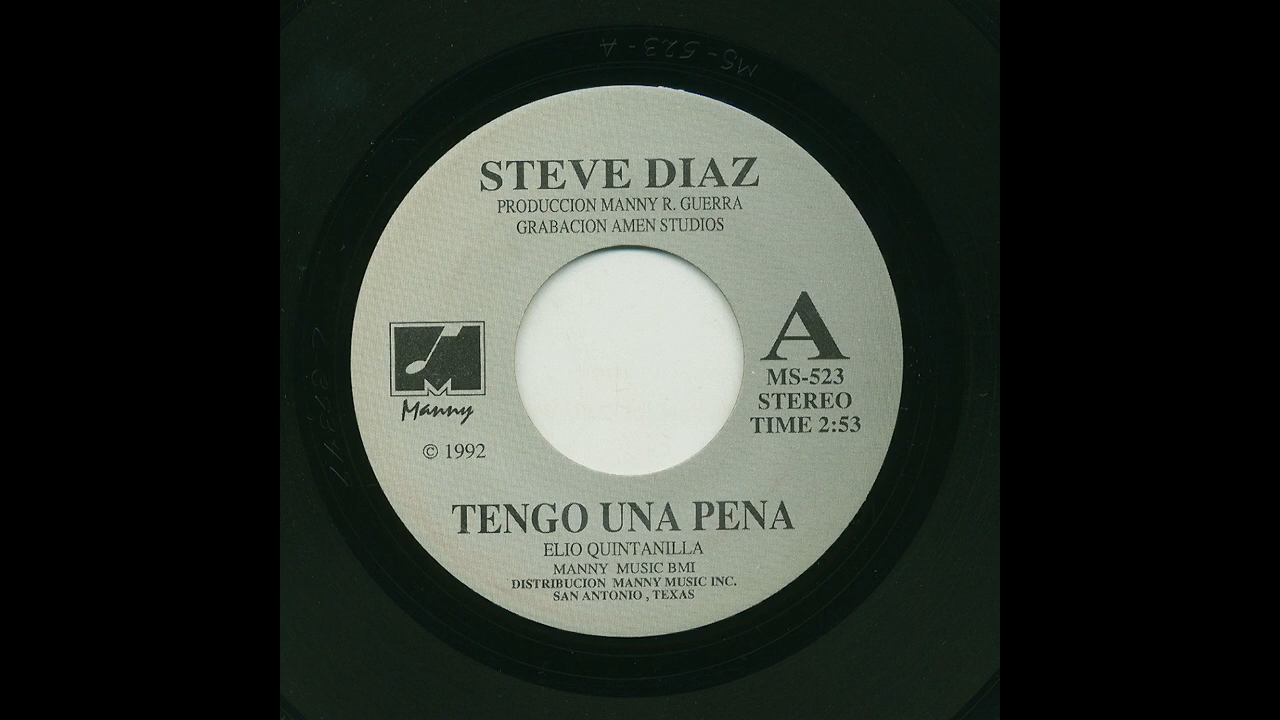 MS-523-A
STEVE DIAZ
PRODUCCION MANNY R. GUERRA
GRABACION AMEN STUDIOS
A
MS-523
STEREO
TIME 2:53
M
Manny
© 1992
TENGO UNA PENA
ELIO QUINTANILLA
MANNY MUSIC BMI
DISTRIBUCION MANNY MUSIC INC.
SAN ANTONIO , TEXAS